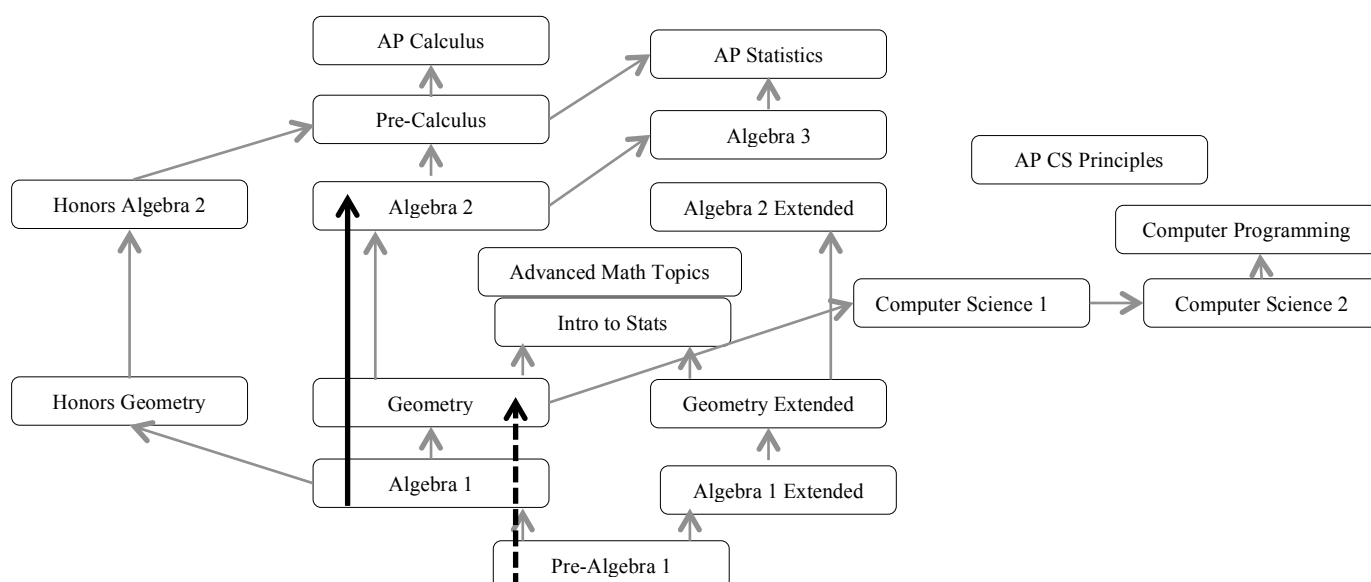 AP Calculus
AP Statistics
Pre-Calculus
Algebra 3
AP CS Principles
Honors Algebra 2
Algebra 2
Algebra 2 Extended
Computer Programming
Advanced Math Topics
Computer Science 1
Computer Science 2
Intro to Stats
Honors Geometry
Geometry
Geometry Extended
Algebra 1
Algebra 1 Extended
Pre-Algebra 1